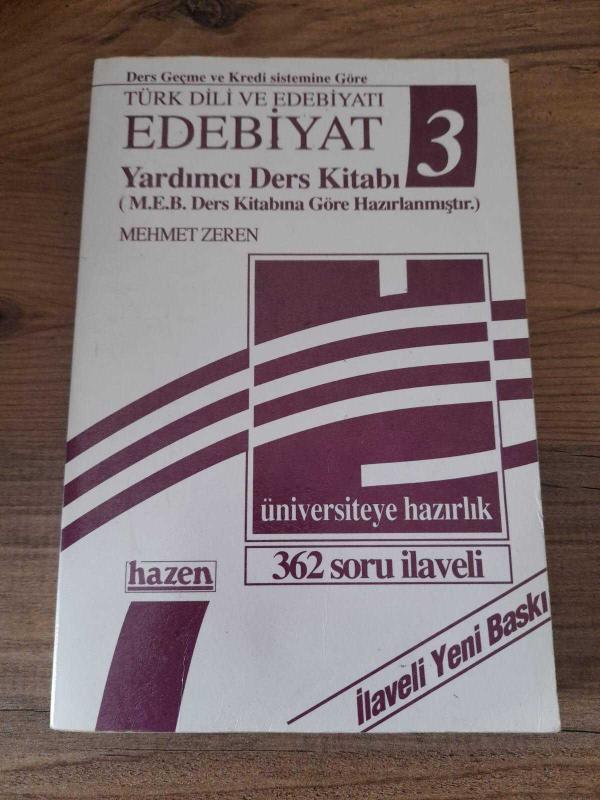 Ders Geçme ve Kredi sistemine Göre
TÜRK DİLİ VE EDEBİYATI
EDEBİYAT 3
Yardımcı Ders Kitabı
( M.E.B. Ders Kitabına Göre Hazırlanmıştır.)
MEHMET ZEREN
üniversiteye hazırlık
362 soru ilaveli
hazen
İlaveli Yeni Baskı